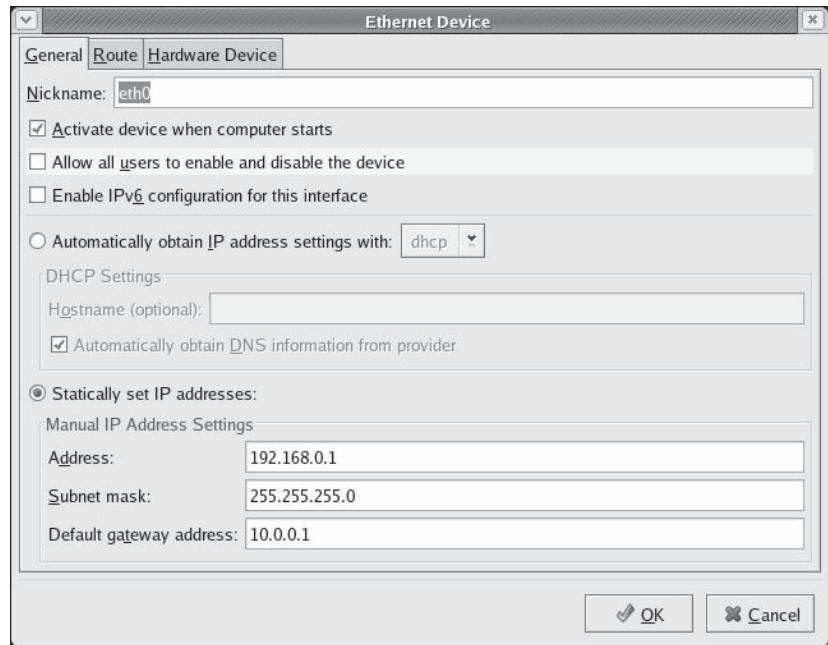 Ethernet Device
General Route Hardware Device
Nickname: eth0
Activate device when computer starts
Allow all users to enable and disable the device
Enable IPv6 configuration for this interface
Automatically obtain IP address settings with: dhcp
DHCP Settings
Hostname (optional):
Automatically obtain DNS information from provider
Statically set IP addresses:
Manual IP Address Settings
Address: 192.168.0.1
Subnet mask: 255.255.255.0
Default gateway address: 10.0.0.1
OK Cancel